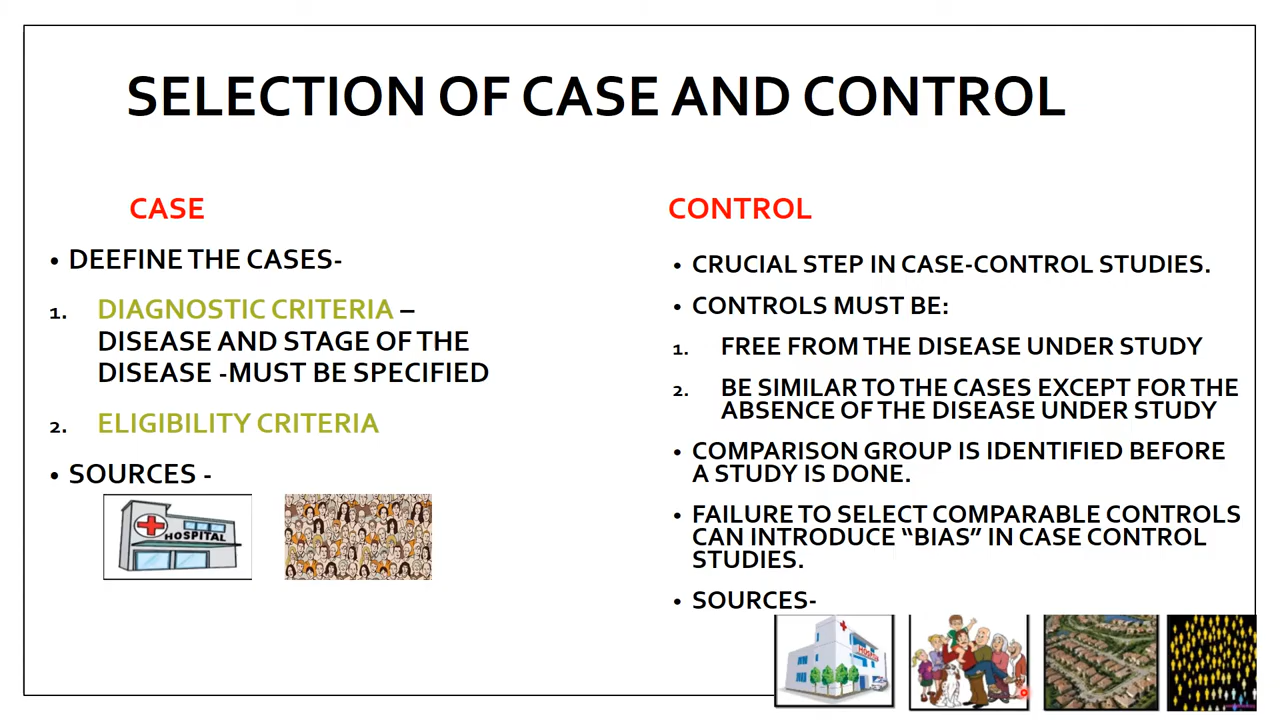 SELECTION OF CASE AND CONTROL
CASE
• DEEFINE THE CASES-
1. DIAGNOSTIC CRITERIA –
DISEASE AND STAGE OF THE
DISEASE -MUST BE SPECIFIED
2. ELIGIBILITY CRITERIA
• SOURCES -
HOSPITAL
CONTROL
• CRUCIAL STEP IN CASE-CONTROL STUDIES.
• CONTROLS MUST BE:
1. FREE FROM THE DISEASE UNDER STUDY
2. BE SIMILAR TO THE CASES EXCEPT FOR THE
ABSENCE OF THE DISEASE UNDER STUDY
• COMPARISON GROUP IS IDENTIFIED BEFORE
A STUDY IS DONE.
• FAILURE TO SELECT COMPARABLE CONTROLS
CAN INTRODUCE “BIAS” IN CASE CONTROL
STUDIES.
• SOURCES-